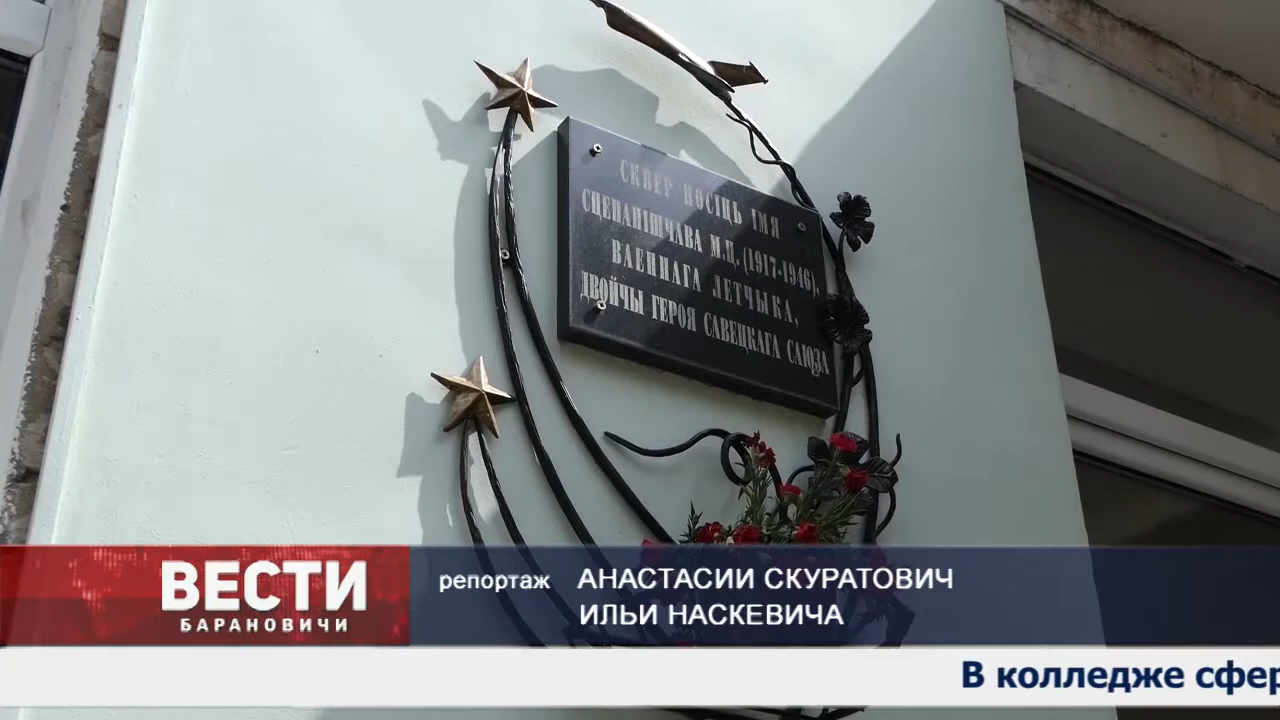 СКВЕР НОСІЦЬ ІМЯ
СЦЕПАНІШЧАВА М.Ц. (1917-1946),
ВАЕННАГА ЛЕТЧЫКА,
ДВОЙЧЫ ГЕРОЯ САВЕЦКАГА САЮЗА
ВЕСТИ
БАРАНОВИЧИ
репортаж АНАСТАСИИ СКУРАТОВИЧ
ИЛЬИ НАСКЕВИЧА
В колледже сфер